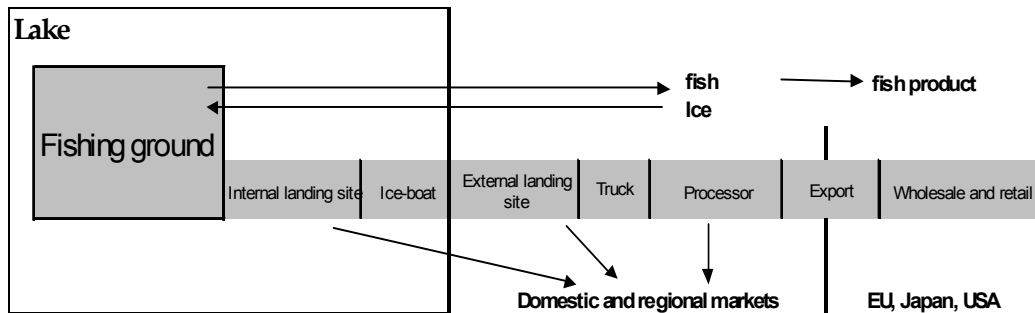 Lake
fish
fish product
Ice
Fishing ground
Internal landing site
Ice-boat
External landing
site
Truck
Processor
Export
Wholesale and retail
Domestic and regional markets
EU, Japan, USA